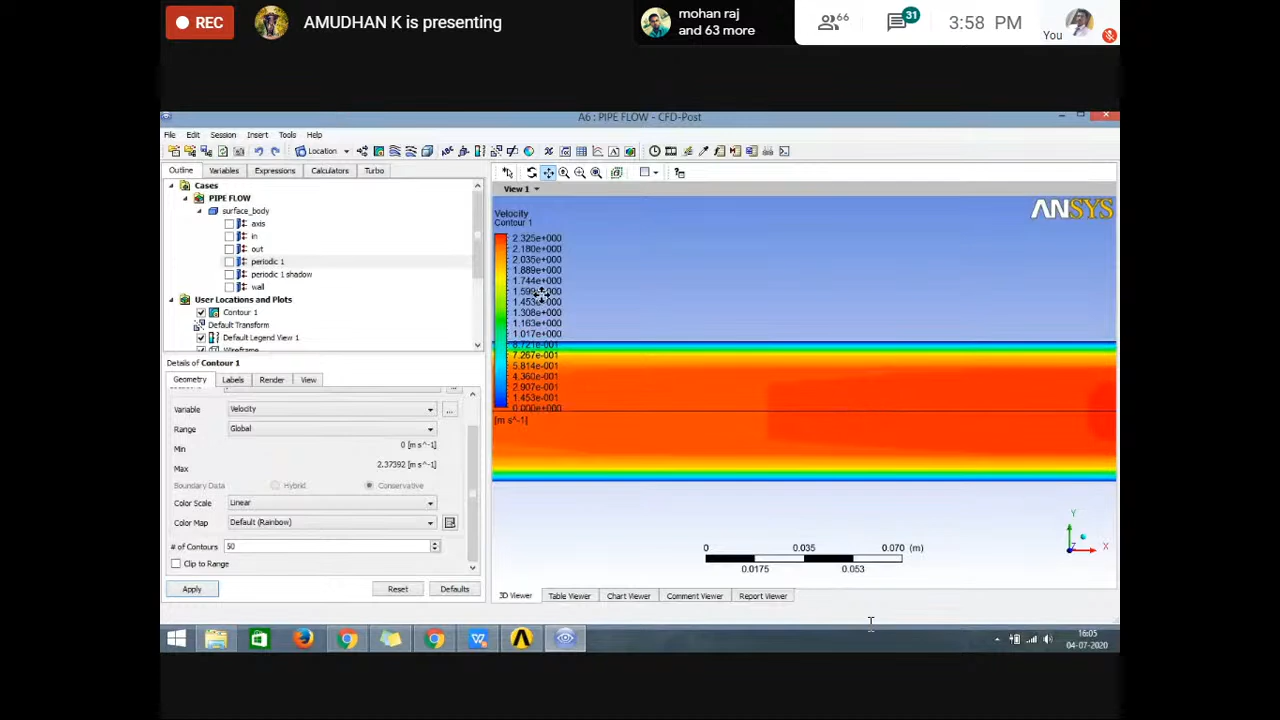 REC
AMUDHAN K is presenting
mohan raj
and 63 more
66
31
3:58 PM
You
A6 : PIPE FLOW - CFD-Post
File Edit Session Insert Tools Help
Location
Outline Variables Expressions Calculators Turbo
Cases
PIPE FLOW
surface_body
axis
in
out
periodic 1
periodic 1 shadow
wall
User Locations and Plots
Contour 1
Default Transform
Default Legend View 1
Wireframe
Details of Contour 1
Geometry Labels Render View
Variable Velocity ...
Range Global
Min 0 [m s^-1]
Max 2.37392 [m s^-1]
Boundary Data Hybrid Conservative
Color Scale Linear
Color Map Default (Rainbow)
# of Contours 50
Clip to Range
Apply Reset Defaults
View 1
ANSYS
Velocity
Contour 1
2.325e+000
2.180e+000
2.035e+000
1.889e+000
1.744e+000
1.599e+000
1.453e+000
1.308e+000
1.163e+000
1.017e+000
8.721e-001
7.267e-001
5.814e-001
4.360e-001
2.907e-001
1.453e-001
0.000e+000
[m s^-1]
Y
X
Z
0 0.035 0.070 (m)
0.0175 0.053
3D Viewer Table Viewer Chart Viewer Comment Viewer Report Viewer
16:05
04-07-2020